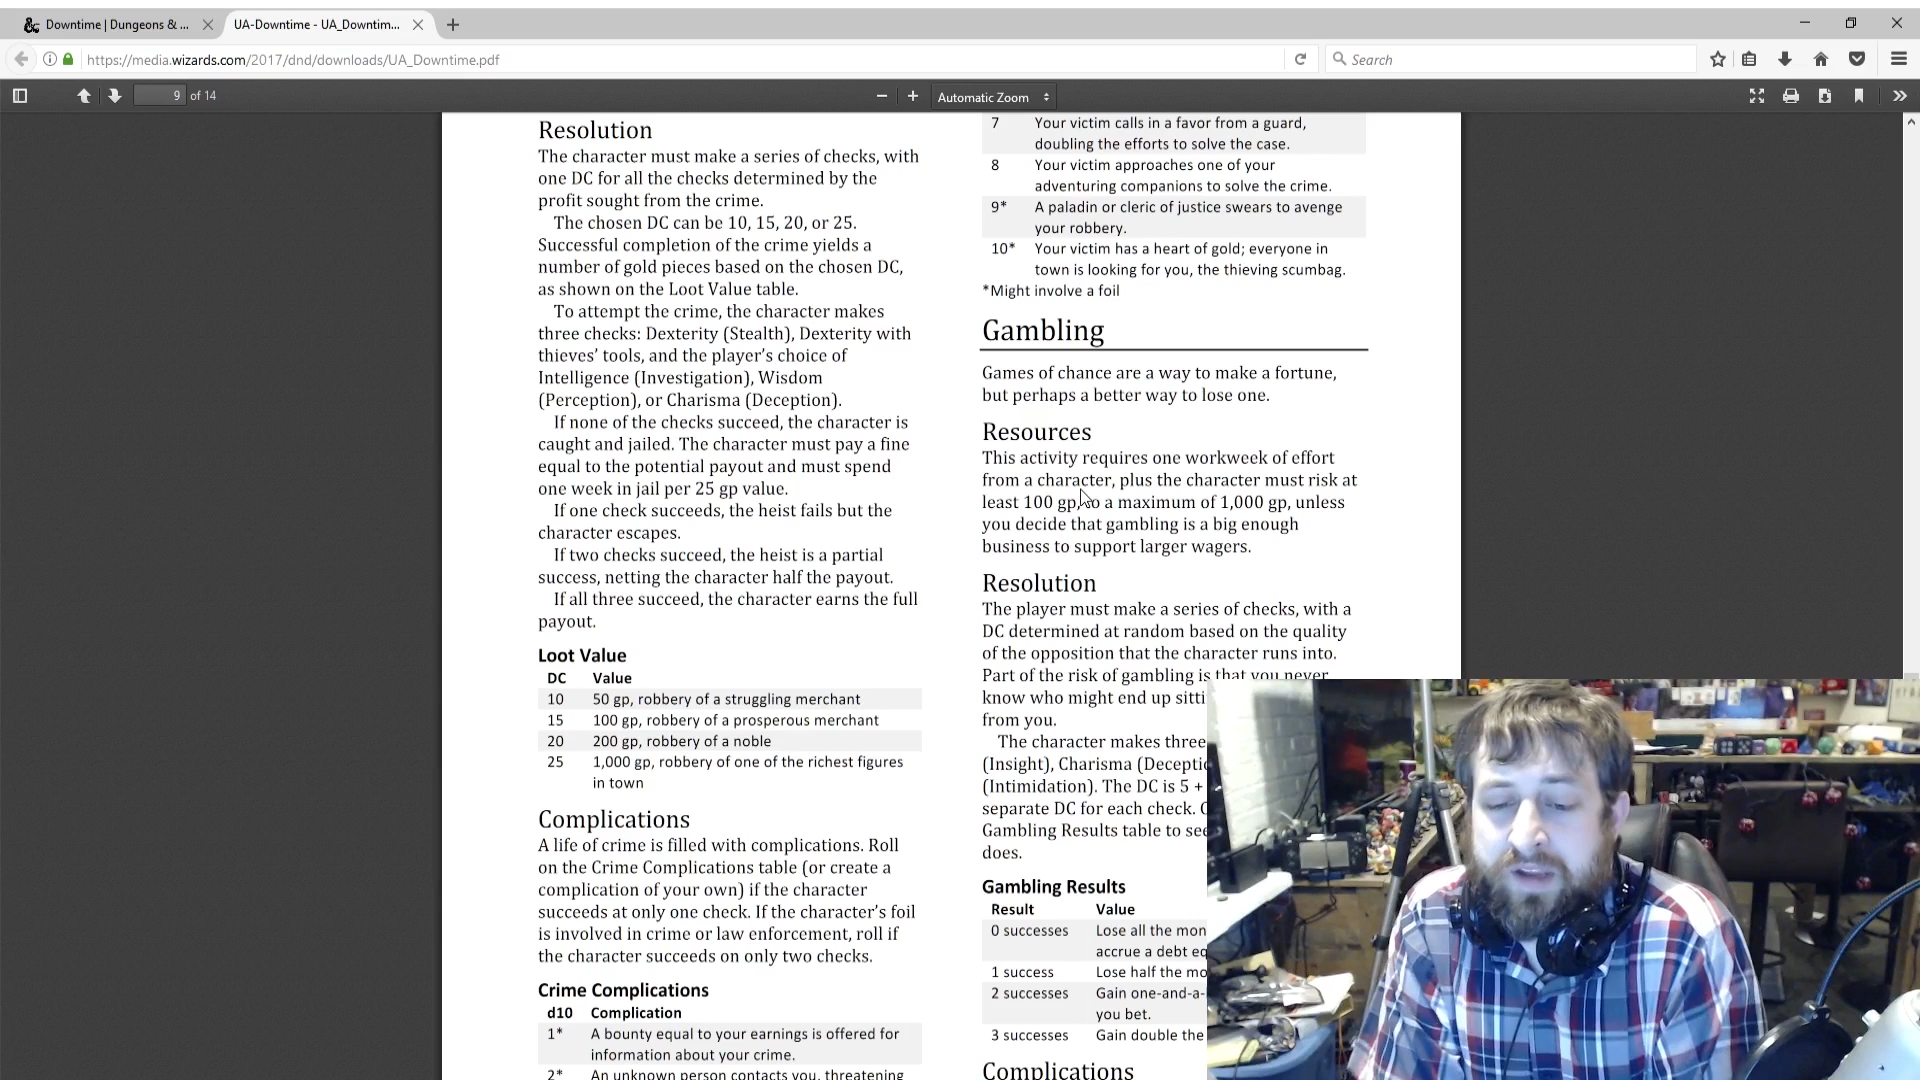 Downtime | Dungeons & ...
UA-Downtime - UA_Downtim...
https://media.wizards.com/2017/dnd/downloads/UA_Downtime.pdf
Search
9 of 14
Automatic Zoom
Resolution
The character must make a series of checks, with
one DC for all the checks determined by the
profit sought from the crime.
The chosen DC can be 10, 15, 20, or 25.
Successful completion of the crime yields a
number of gold pieces based on the chosen DC,
as shown on the Loot Value table.
To attempt the crime, the character makes
three checks: Dexterity (Stealth), Dexterity with
thieves’ tools, and the player’s choice of
Intelligence (Investigation), Wisdom
(Perception), or Charisma (Deception).
If none of the checks succeed, the character is
caught and jailed. The character must pay a fine
equal to the potential payout and must spend
one week in jail per 25 gp value.
If one check succeeds, the heist fails but the
character escapes.
If two checks succeed, the heist is a partial
success, netting the character half the payout.
If all three succeed, the character earns the full
payout.
Loot Value
DC Value
10 50 gp, robbery of a struggling merchant
15 100 gp, robbery of a prosperous merchant
20 200 gp, robbery of a noble
25 1,000 gp, robbery of one of the richest figures
in town
Complications
A life of crime is filled with complications. Roll
on the Crime Complications table (or create a
complication of your own) if the character
succeeds at only one check. If the character’s foil
is involved in crime or law enforcement, roll if
the character succeeds on only two checks.
Crime Complications
d10 Complication
1* A bounty equal to your earnings is offered for
information about your crime.
2* An unknown person contacts you, threatening
7 Your victim calls in a favor from a guard,
doubling the efforts to solve the case.
8 Your victim approaches one of your
adventuring companions to solve the crime.
9* A paladin or cleric of justice swears to avenge
your robbery.
10* Your victim has a heart of gold; everyone in
town is looking for you, the thieving scumbag.
*Might involve a foil
Gambling
Games of chance are a way to make a fortune,
but perhaps a better way to lose one.
Resources
This activity requires one workweek of effort
from a character, plus the character must risk at
least 100 gp, to a maximum of 1,000 gp, unless
you decide that gambling is a big enough
business to support larger wagers.
Resolution
The player must make a series of checks, with a
DC determined at random based on the quality
of the opposition that the character runs into.
Part of the risk of gambling is that you never
know who might end up sitti
from you.
The character makes three
(Insight), Charisma (Decepti
(Intimidation). The DC is 5 +
separate DC for each check.
Gambling Results table to see
does.
Gambling Results
Result Value
0 successes Lose all the mon
accrue a debt eq
1 success Lose half the mo
2 successes Gain one-and-a-
you bet.
3 successes Gain double the
Complications